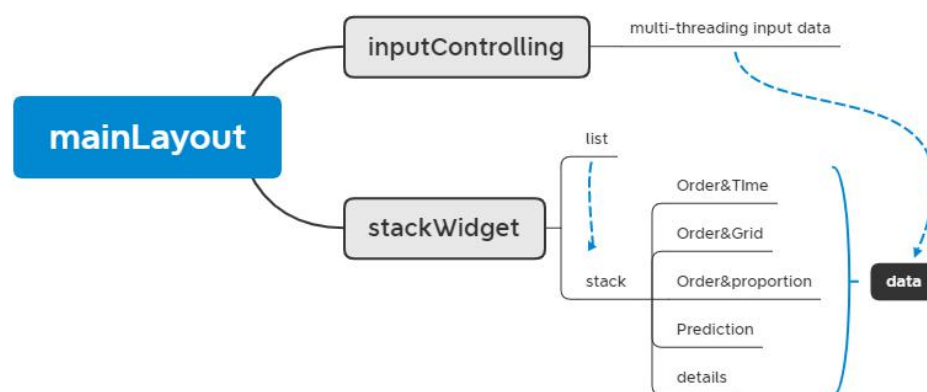 inputControlling
multi-threading input data
mainLayout
list
stackWidget
stack
Order&TIme
Order&Grid
Order&proportion
Prediction
details
data